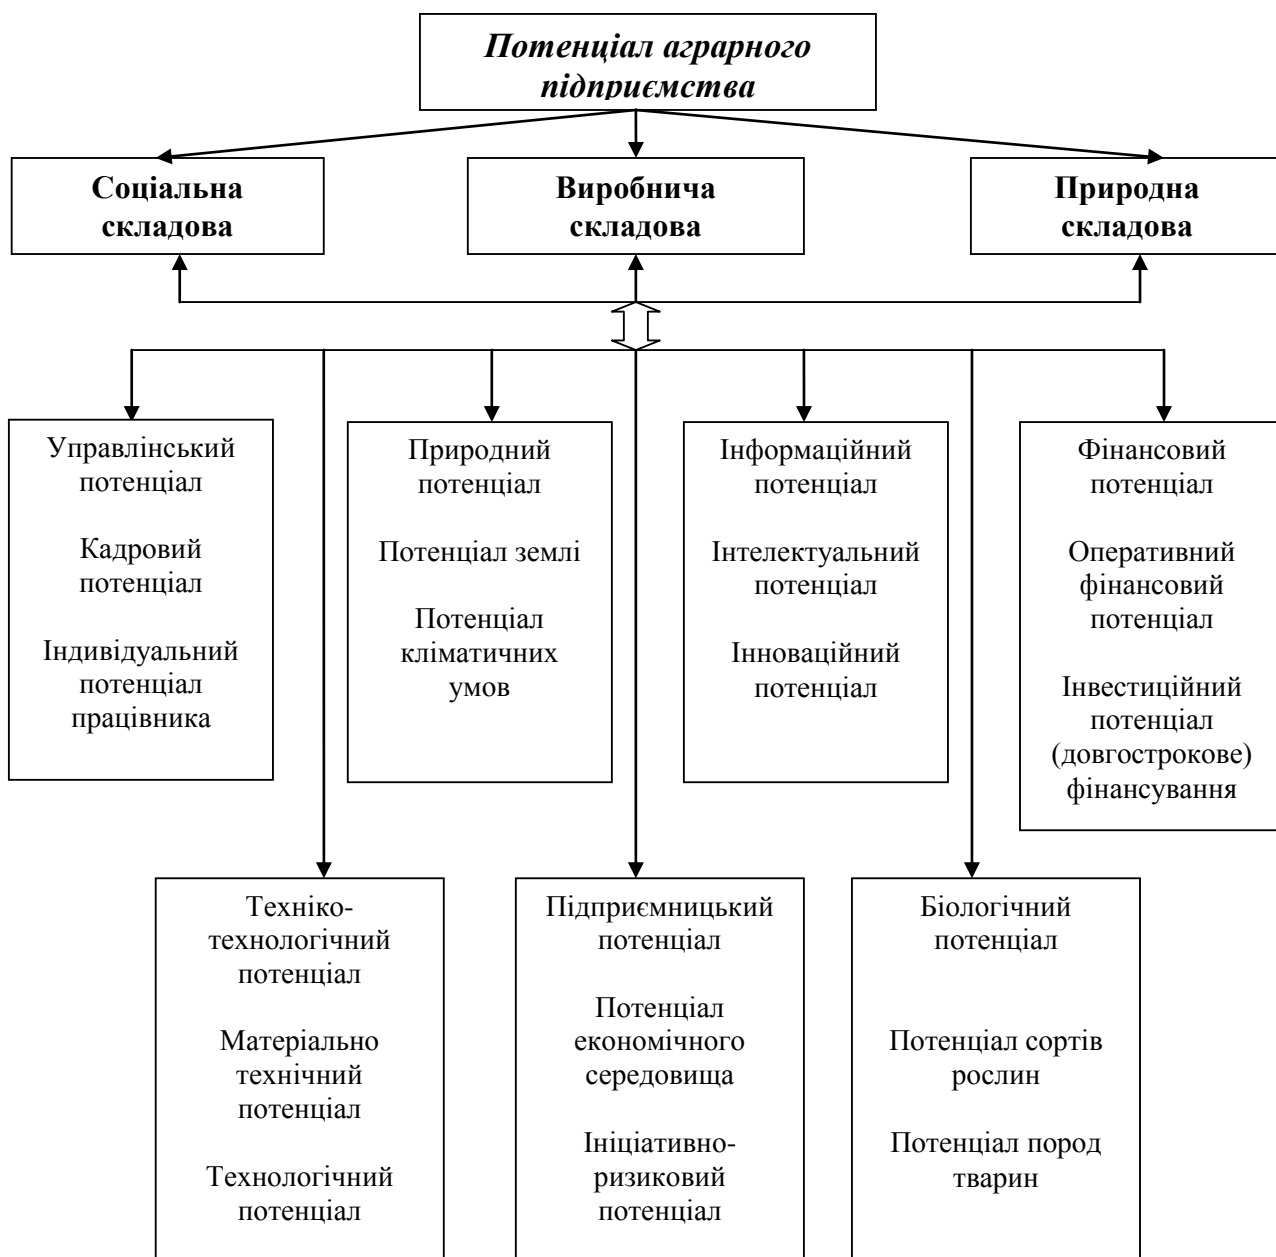 Потенціал аграрного
підприємства
Соціальна
складова
Виробнича
складова
Природна
складова
Управлінський
потенціал
Кадровий
потенціал
Індивідуальний
потенціал
працівника
Природний
потенціал
Потенціал землі
Потенціал
кліматичних
умов
Інформаційний
потенціал
Інтелектуальний
потенціал
Інноваційний
потенціал
Фінансовий
потенціал
Оперативний
фінансовий
потенціал
Інвестиційний
потенціал
(довгострокове)
фінансування
Техніко-
технологічний
потенціал
Матеріально
технічний
потенціал
Технологічний
потенціал
Підприємницький
потенціал
Потенціал
економічного
середовища
Ініціативно-
ризиковий
потенціал
Біологічний
потенціал
Потенціал сортів
рослин
Потенціал пород
тварин